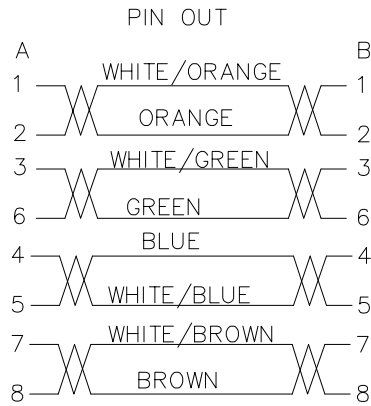 PIN OUT
A B
1 WHITE/ORANGE 1
2 ORANGE 2
3 WHITE/GREEN 3
6 GREEN 6
4 BLUE 4
5 WHITE/BLUE 5
7 WHITE/BROWN 7
8 BROWN 8